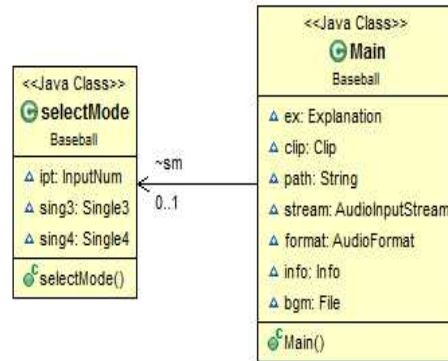 <<Java Class>>
selectMode
Baseball
ipt: InputNum
sing3: Single3
sing4: Single4
selectMode()
~sm
0..1
<<Java Class>>
Main
Baseball
ex: Explanation
clip: Clip
path: String
stream: AudioInputStream
format: AudioFormat
info: Info
bgm: File
Main()